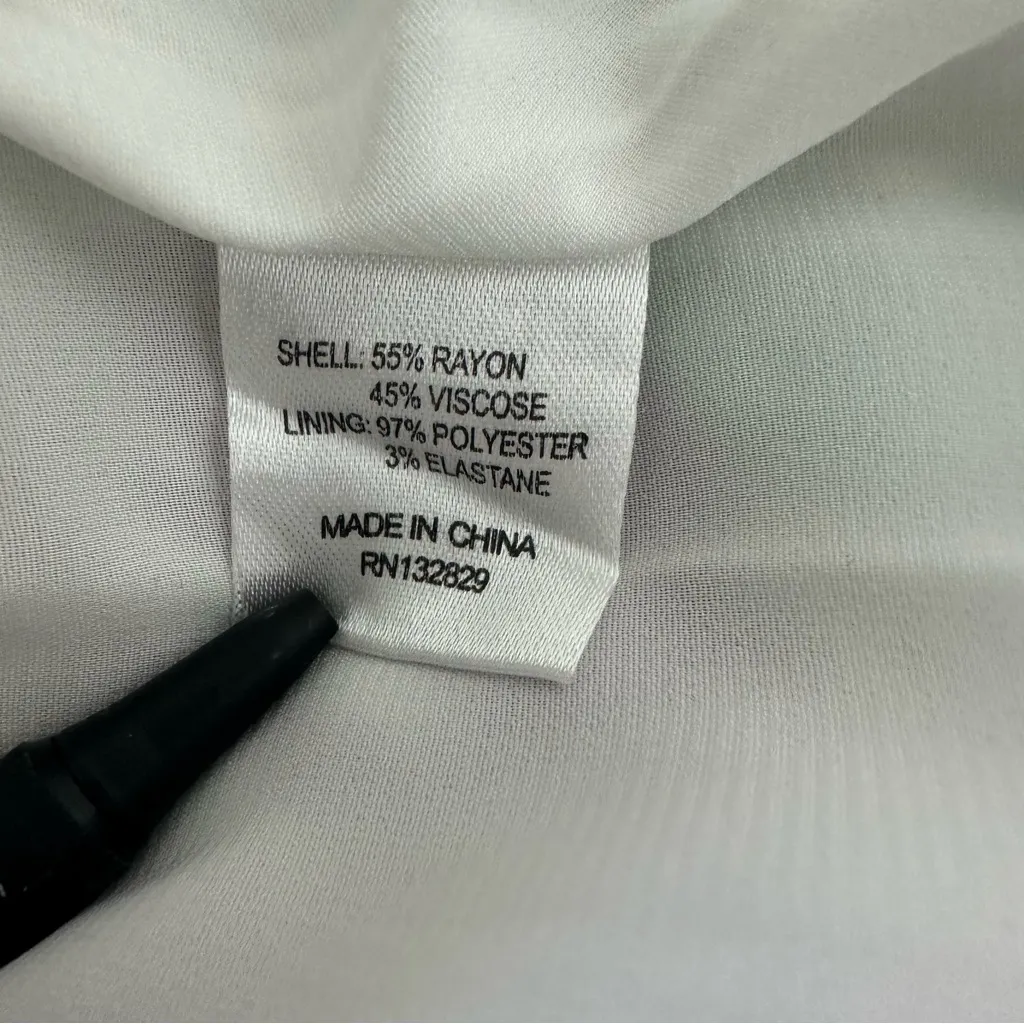 SHELL: 55% RAYON
45% VISCOSE
LINING: 97% POLYESTER
3% ELASTANE
MADE IN CHINA
RN132829